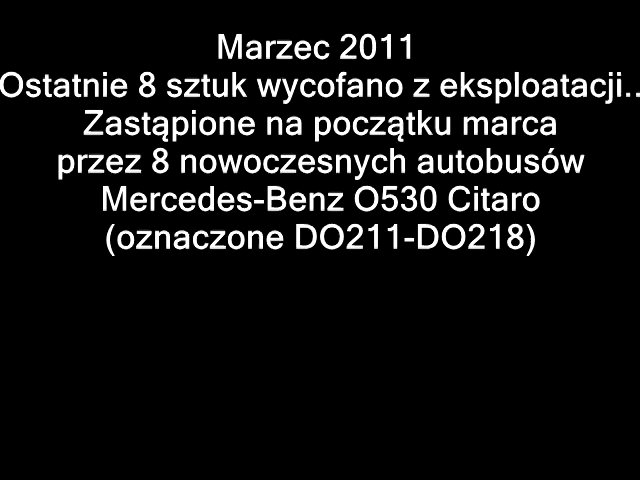 Marzec 2011
Ostatnie 8 sztuk wycofano z eksploatacji..
Zastąpione na początku marca
przez 8 nowoczesnych autobusów
Mercedes-Benz O530 Citaro
(oznaczone DO211-DO218)